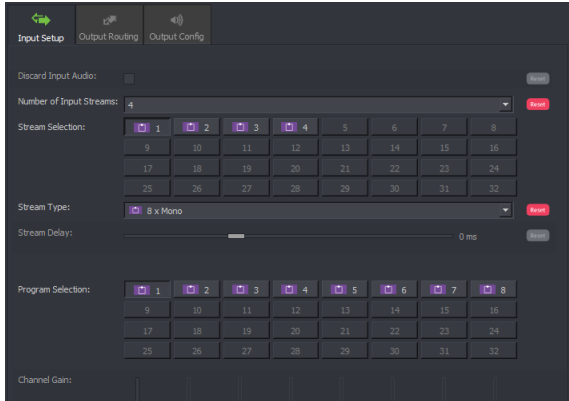 Input Setup Output Routing Output Config
Discard Input Audio: Reset
Number of Input Streams: 4 Reset
Stream Selection: 1 2 3 4 5 6 7 8
9 10 11 12 13 14 15 16
17 18 19 20 21 22 23 24
25 26 27 28 29 30 31 32
Stream Type: 8 x Mono Reset
Stream Delay: 0 ms Reset
Program Selection: 1 2 3 4 5 6 7 8
9 10 11 12 13 14 15 16
17 18 19 20 21 22 23 24
25 26 27 28 29 30 31 32
Channel Gain: